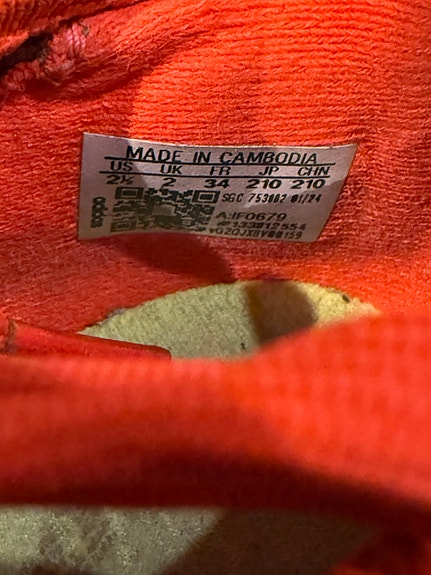 MADE IN CAMBODIA
US UK FR JP CHN
2½ 2 34 210 210
SGC 753002 01/24
adidas
A:IF0679